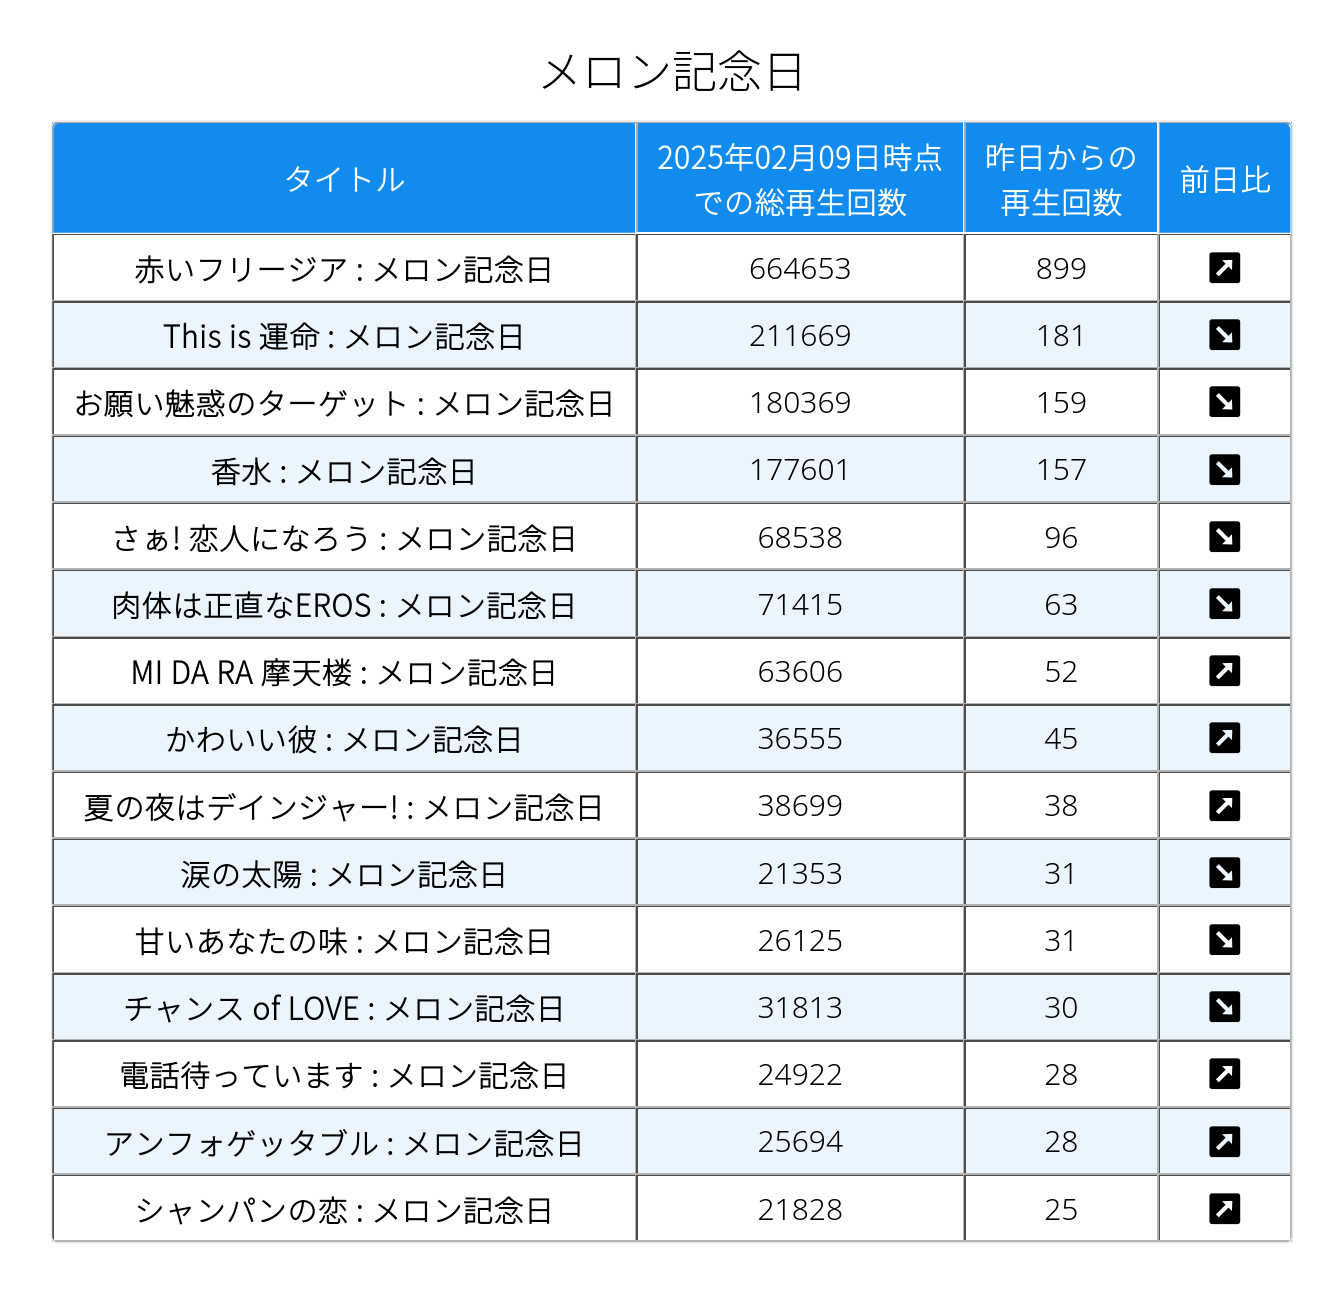 メロン記念日
タイトル 2025年02月09日時点での総再生回数 昨日からの再生回数 前日比
赤いフリージア : メロン記念日 664653 899 ↗
This is 運命 : メロン記念日 211669 181 ↘
お願い魅惑のターゲット : メロン記念日 180369 159 ↘
香水 : メロン記念日 177601 157 ↘
さぁ! 恋人になろう : メロン記念日 68538 96 ↘
肉体は正直なEROS : メロン記念日 71415 63 ↘
MI DA RA 摩天楼 : メロン記念日 63606 52 ↗
かわいい彼 : メロン記念日 36555 45 ↗
夏の夜はデインジャー! : メロン記念日 38699 38 ↗
涙の太陽 : メロン記念日 21353 31 ↘
甘いあなたの味 : メロン記念日 26125 31 ↘
チャンス of LOVE : メロン記念日 31813 30 ↘
電話待っています : メロン記念日 24922 28 ↗
アンフォゲッタブル : メロン記念日 25694 28 ↗
シャンパンの恋 : メロン記念日 21828 25 ↗